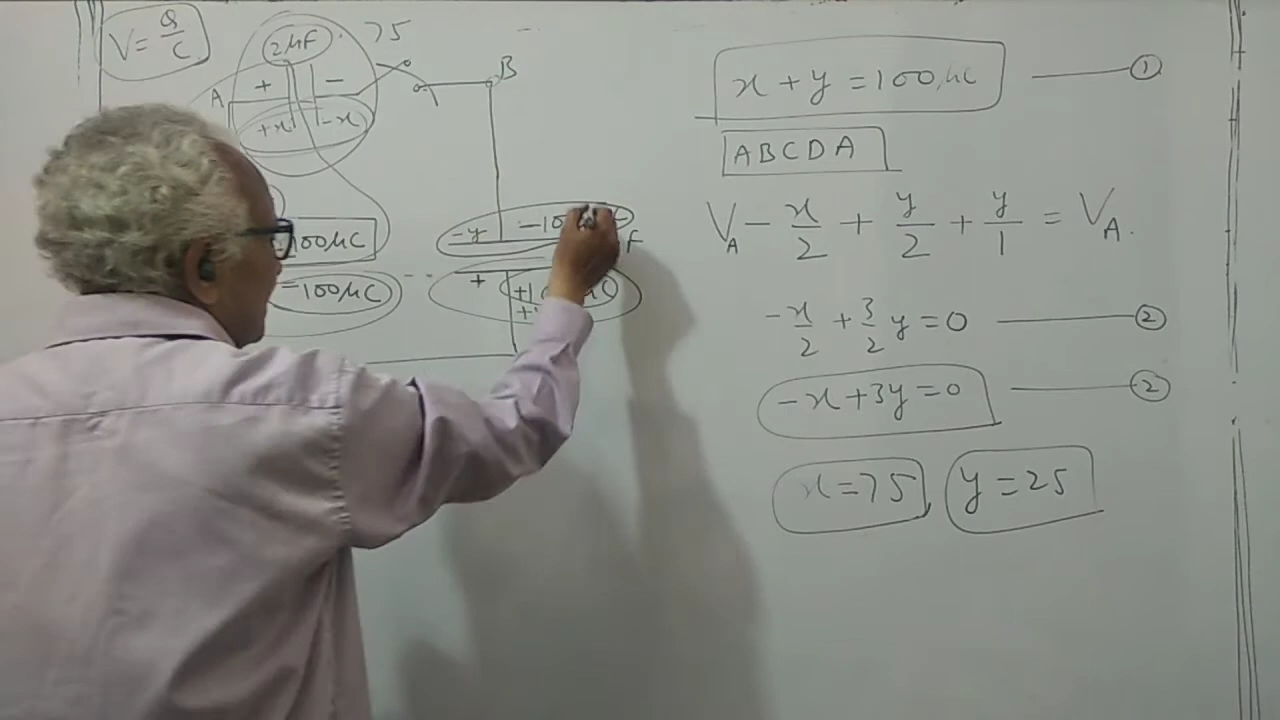 V = Q/C
2μF
75
A + - B
+x -x
100μC
-100μC
-y
+
x + y = 100μC ①
ABCDA
V_A - x/2 + y/2 + y/1 = V_A.
-x/2 + 3/2 y = 0 ②
-x + 3y = 0 ②
x = 75 y = 25